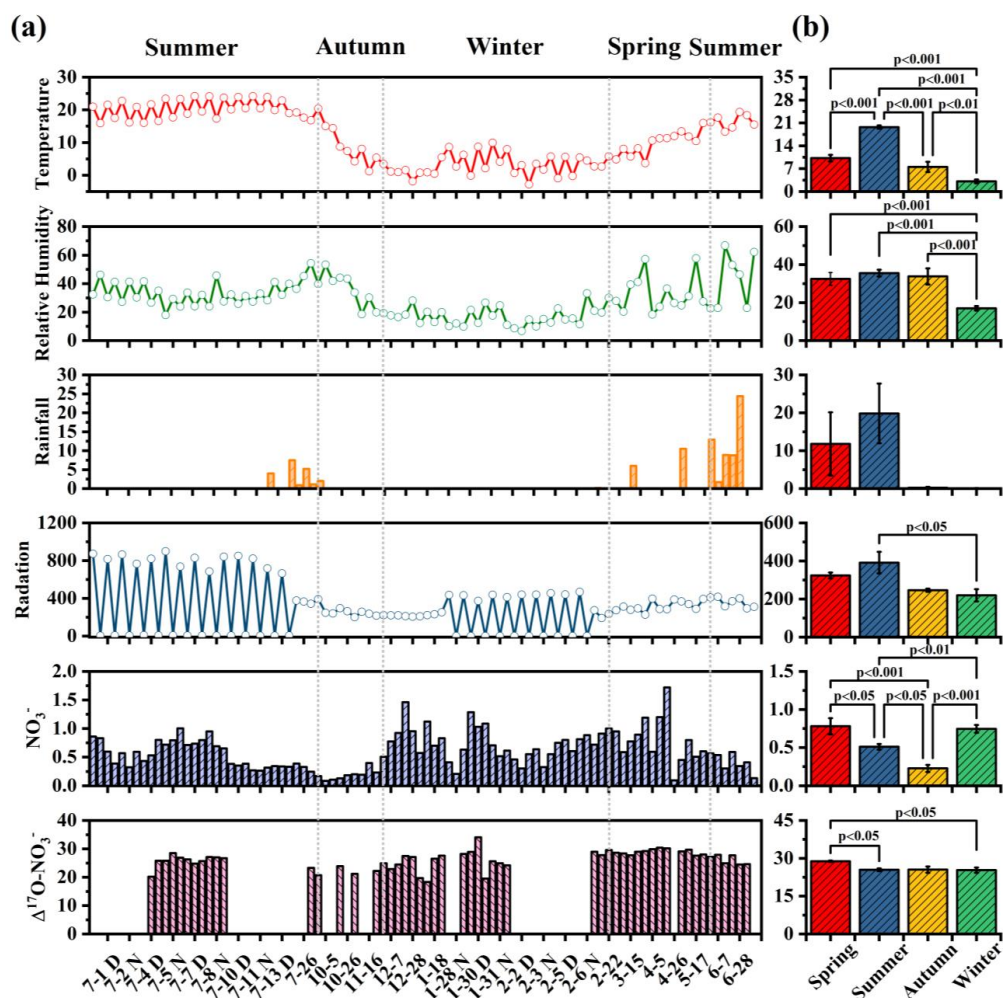 (a)
Summer Autumn Winter Spring Summer
(b)
Temperature
30
20
10
0
35
28
21
14
7
0
p<0.001
p<0.001
p<0.001 p<0.001 p<0.01
Relative Humidity
80
60
40
20
0
60
40
20
0
p<0.001
p<0.001
p<0.001
Rainfall
30
25
20
15
10
5
0
30
20
10
0
Radation
1200
800
400
0
600
400
200
0
p<0.05
NO₃⁻
2.0
1.5
1.0
0.5
0.0
1.5
1.0
0.5
0.0
p<0.01
p<0.001
p<0.05 p<0.05 p<0.001
Δ¹⁷O-NO₃⁻
40
30
20
10
0
45
30
15
0
p<0.05
p<0.05
7-1 D
7-2 N
7-4 D
7-5 N
7-7 D
7-8 N
7-10 D
7-11 N
7-13 D
7-26
10-5
10-26
11-16
12-7
12-28
1-18
1-28 N
1-30 D
1-31 N
2-2 D
2-3 N
2-5 D
2-6 N
2-22
3-15
4-5
4-26
5-17
6-7
6-28
Spring
Summer
Autumn
Winter